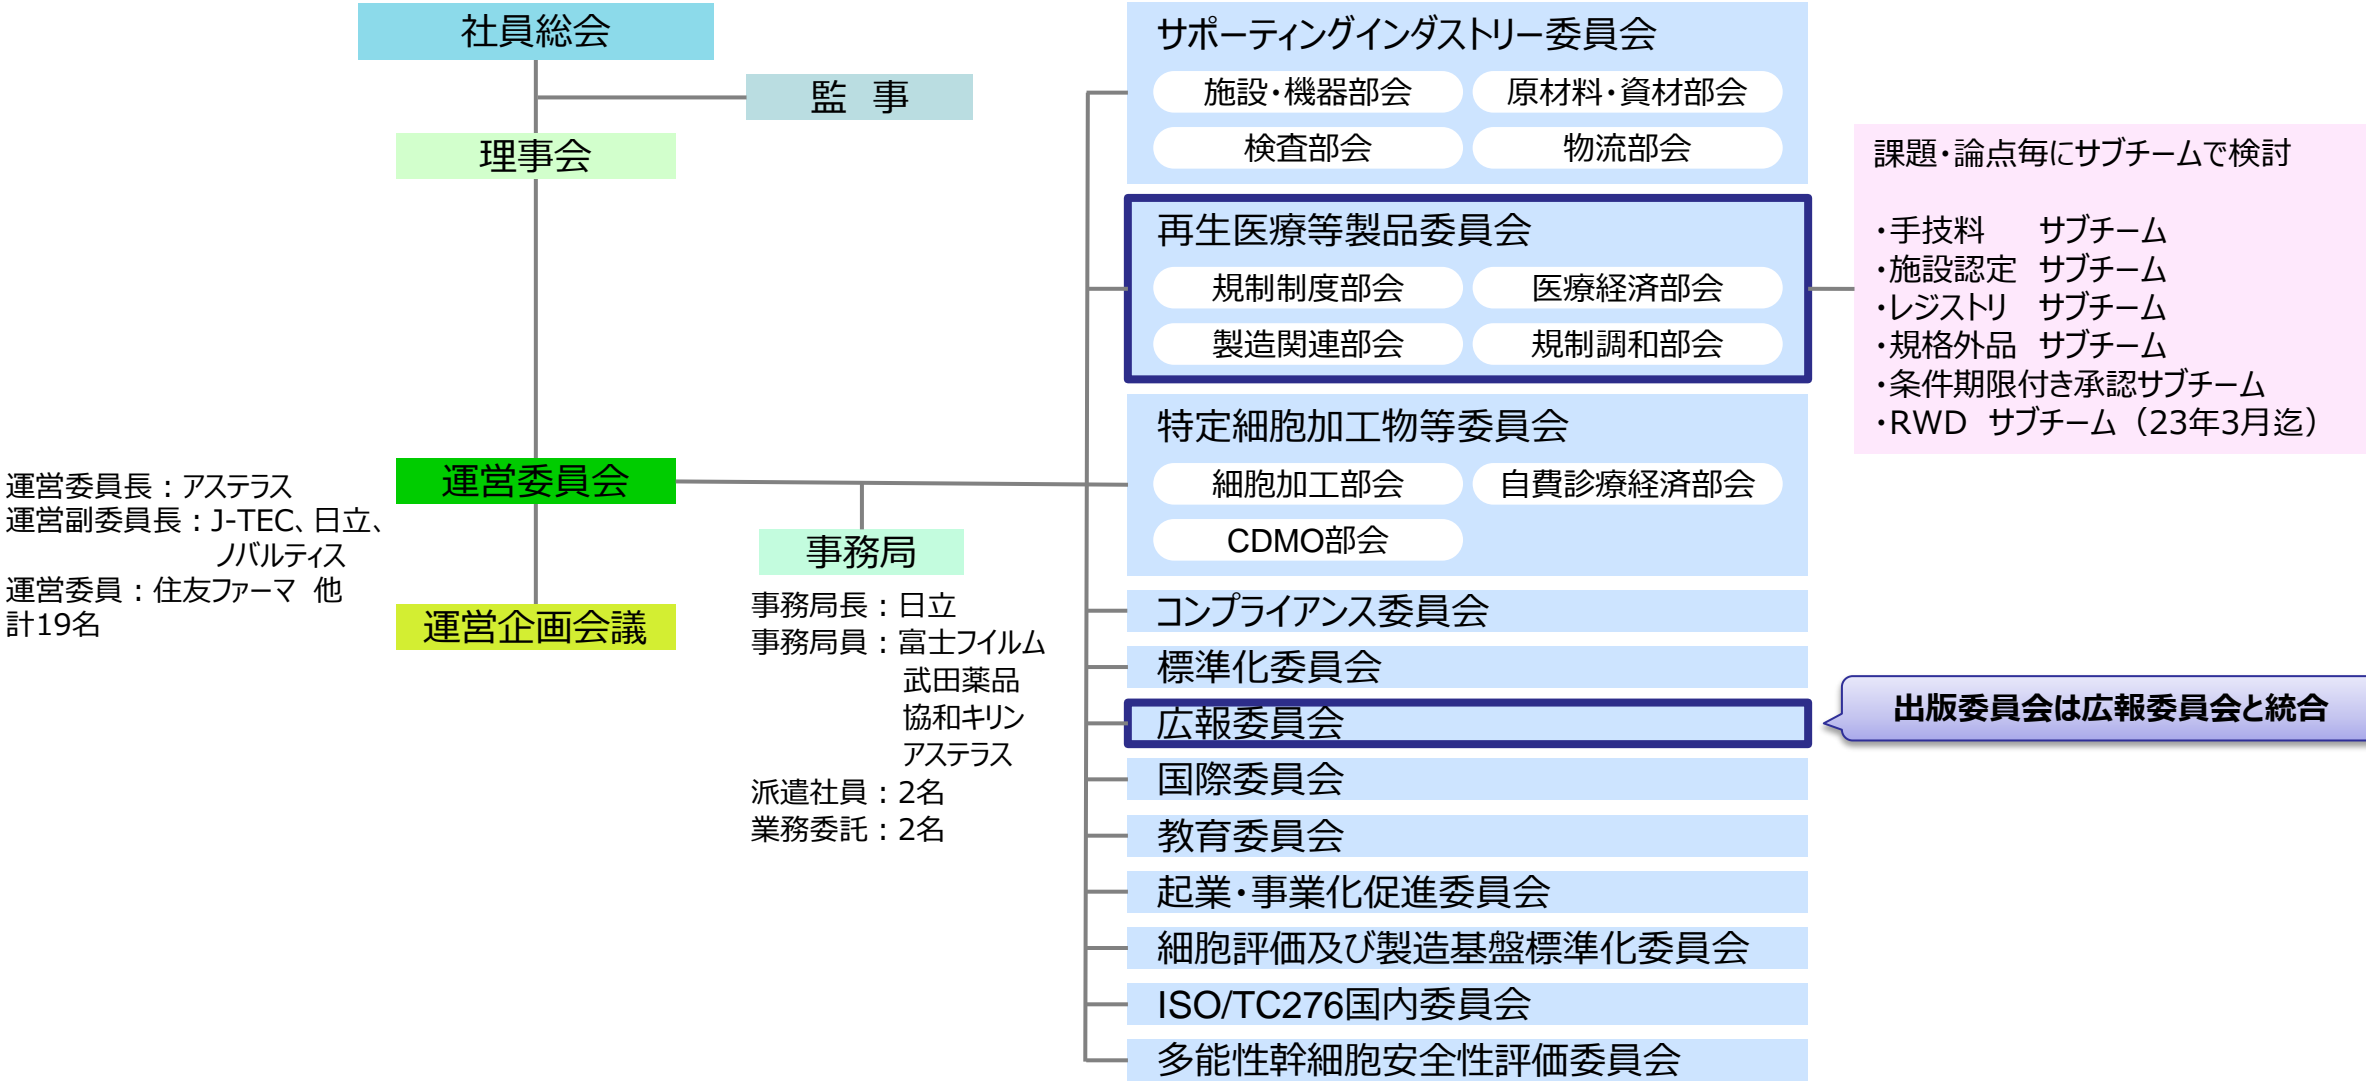 社員総会
監　事
理事会
運営委員会
運営委員長：アステラス
運営副委員長：J-TEC、日立、
ノバルティス
運営委員：住友ファーマ 他
計19名
運営企画会議
事務局
事務局長：日立
事務局員：富士フイルム
武田薬品
協和キリン
アステラス
派遣社員：2名
業務委託：2名
サポーティングインダストリー委員会
施設・機器部会　原材料・資材部会
検査部会　物流部会
再生医療等製品委員会
規制制度部会　医療経済部会
製造関連部会　規制調和部会
特定細胞加工物等委員会
細胞加工部会　自費診療経済部会
CDMO部会
コンプライアンス委員会
標準化委員会
広報委員会
国際委員会
教育委員会
起業・事業化促進委員会
細胞評価及び製造基盤標準化委員会
ISO/TC276国内委員会
多能性幹細胞安全性評価委員会
課題・論点毎にサブチームで検討
・手技料　　サブチーム
・施設認定　サブチーム
・レジストリ　サブチーム
・規格外品　サブチーム
・条件期限付き承認サブチーム
・RWD　サブチーム（23年3月迄）
出版委員会は広報委員会と統合